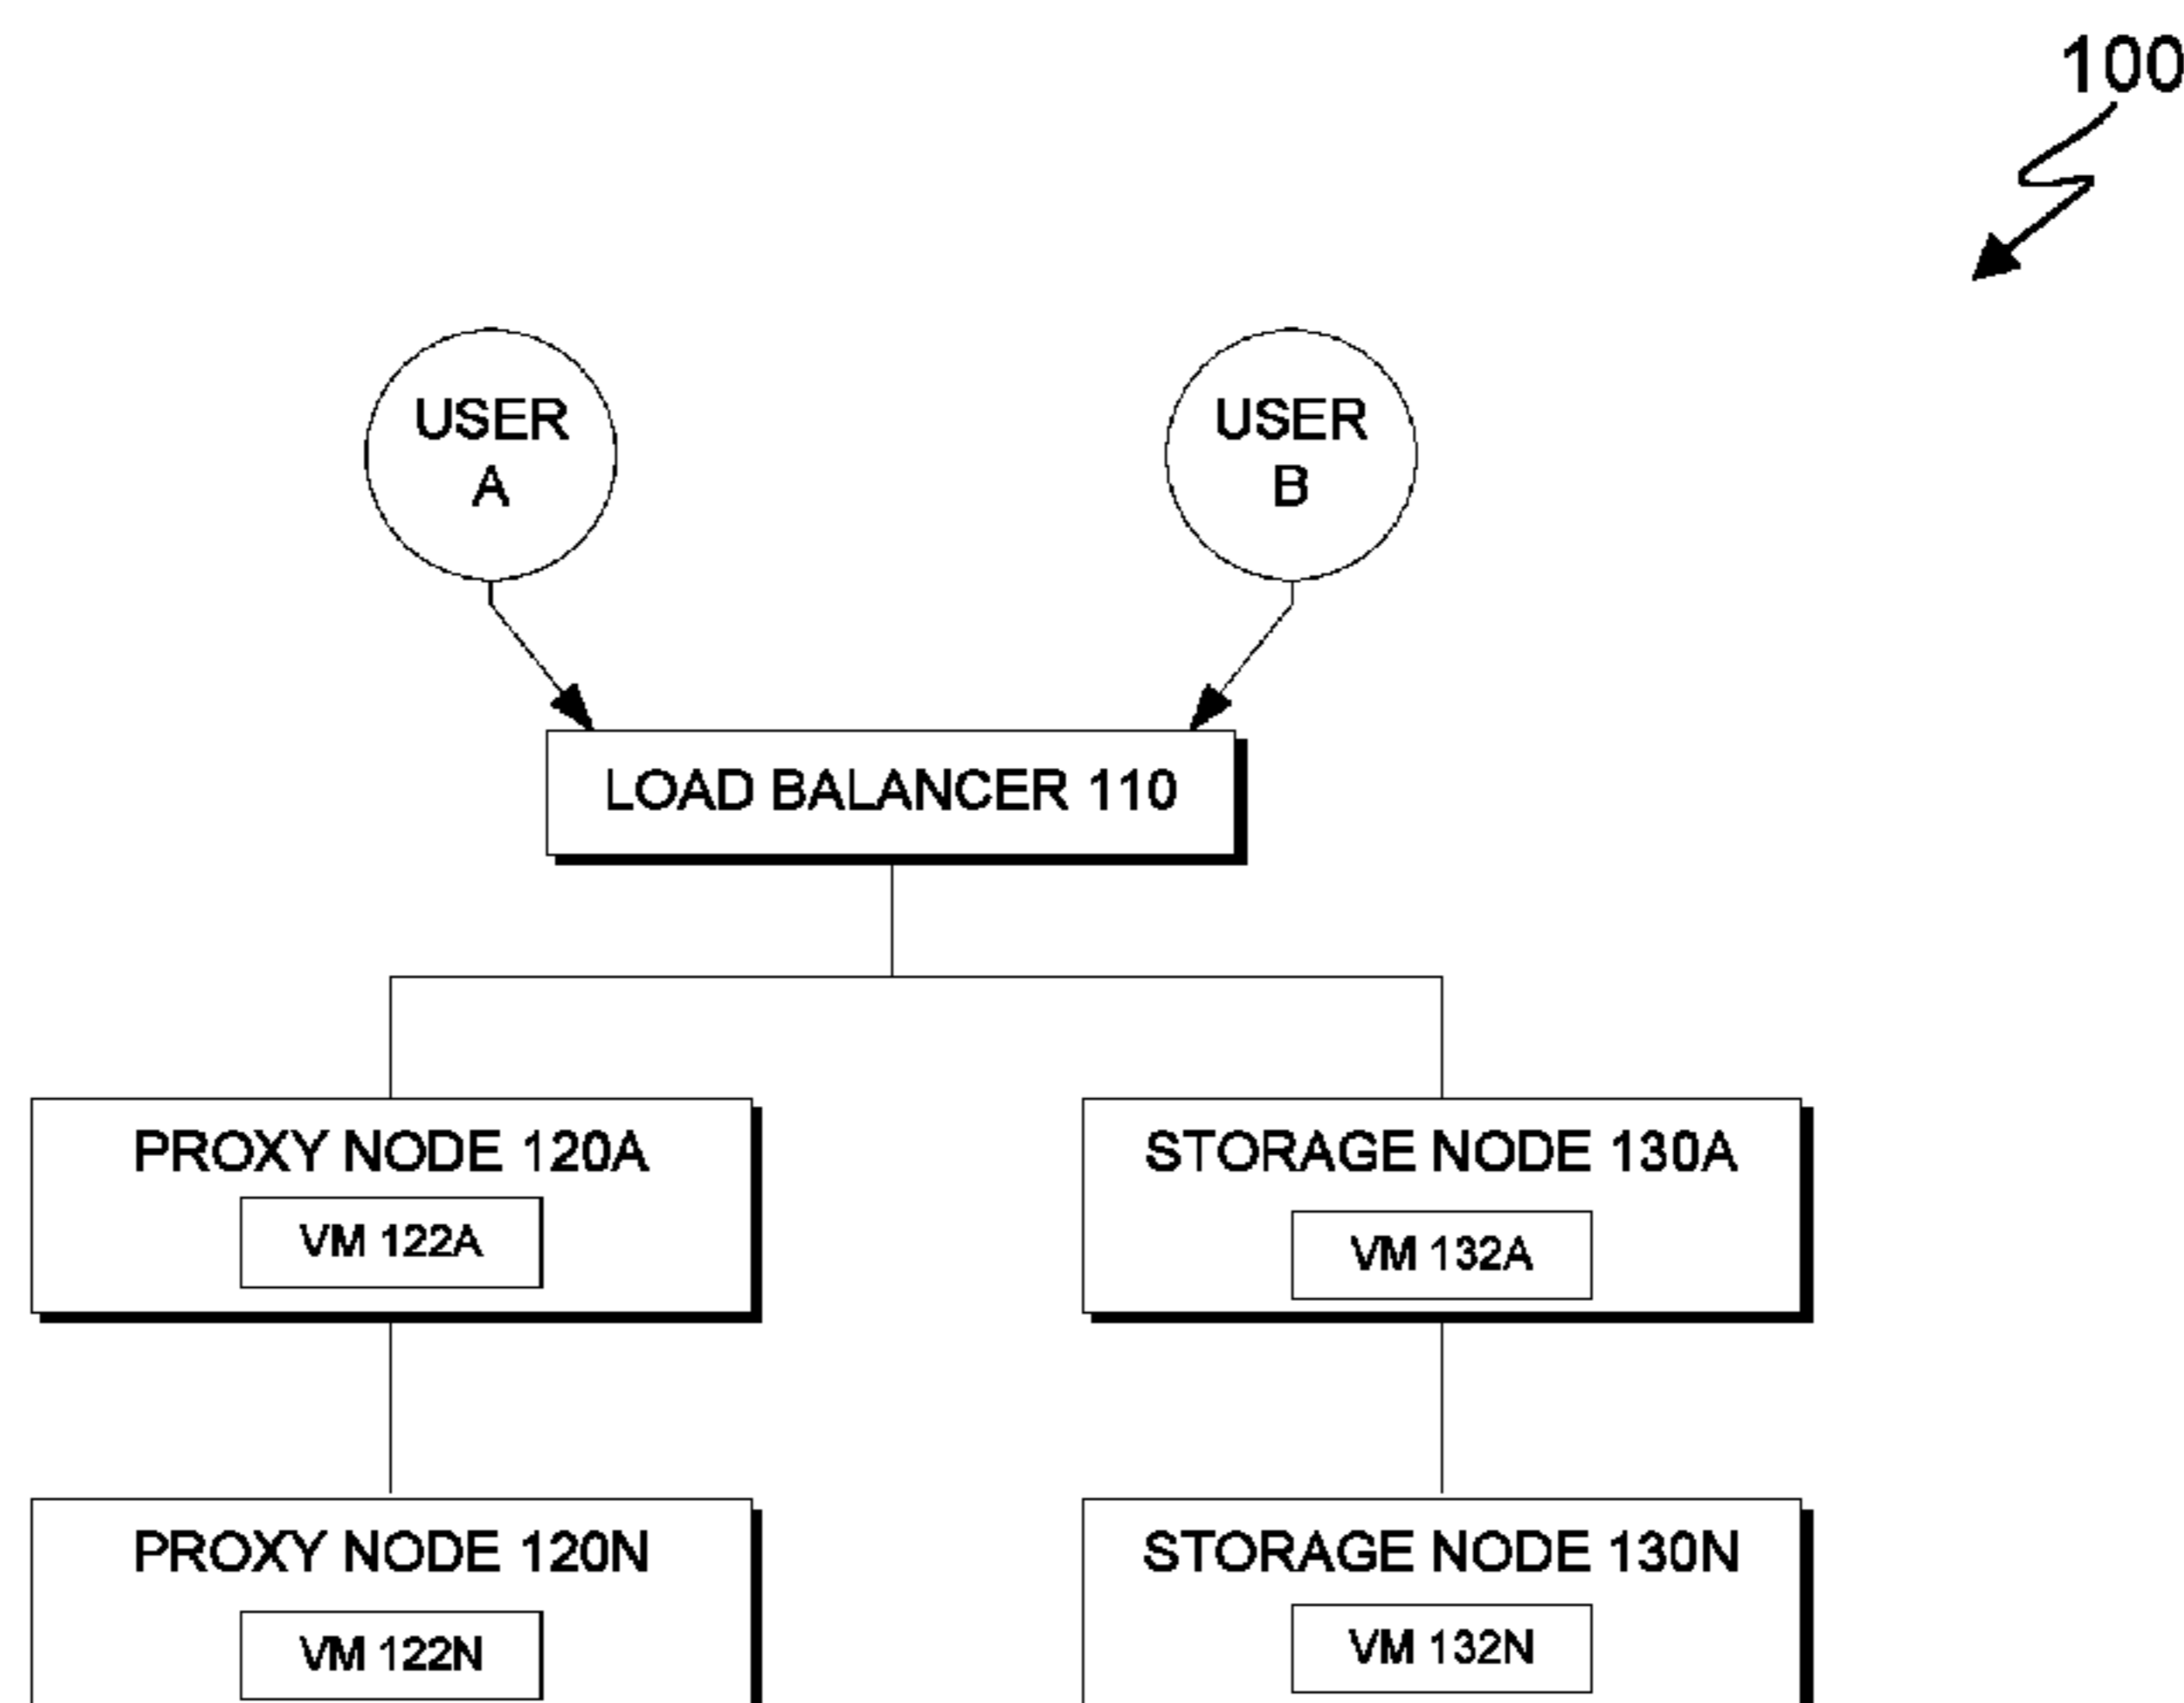 100
USER
A
USER
B
LOAD BALANCER 110
PROXY NODE 120A
VM 122A
STORAGE NODE 130A
VM 132A
PROXY NODE 120N
VM 122N
STORAGE NODE 130N
VM 132N